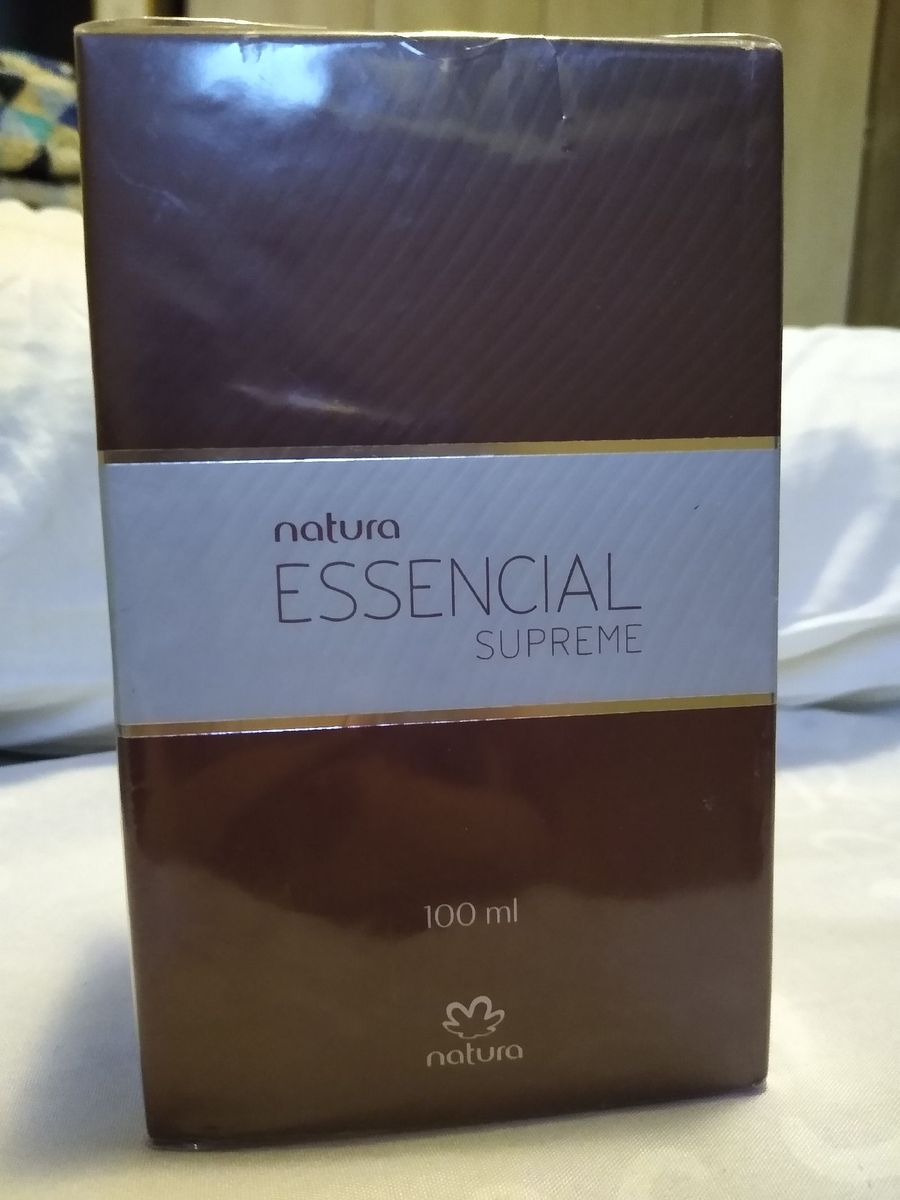 natura
ESSENCIAL
SUPREME
100 ml
natura